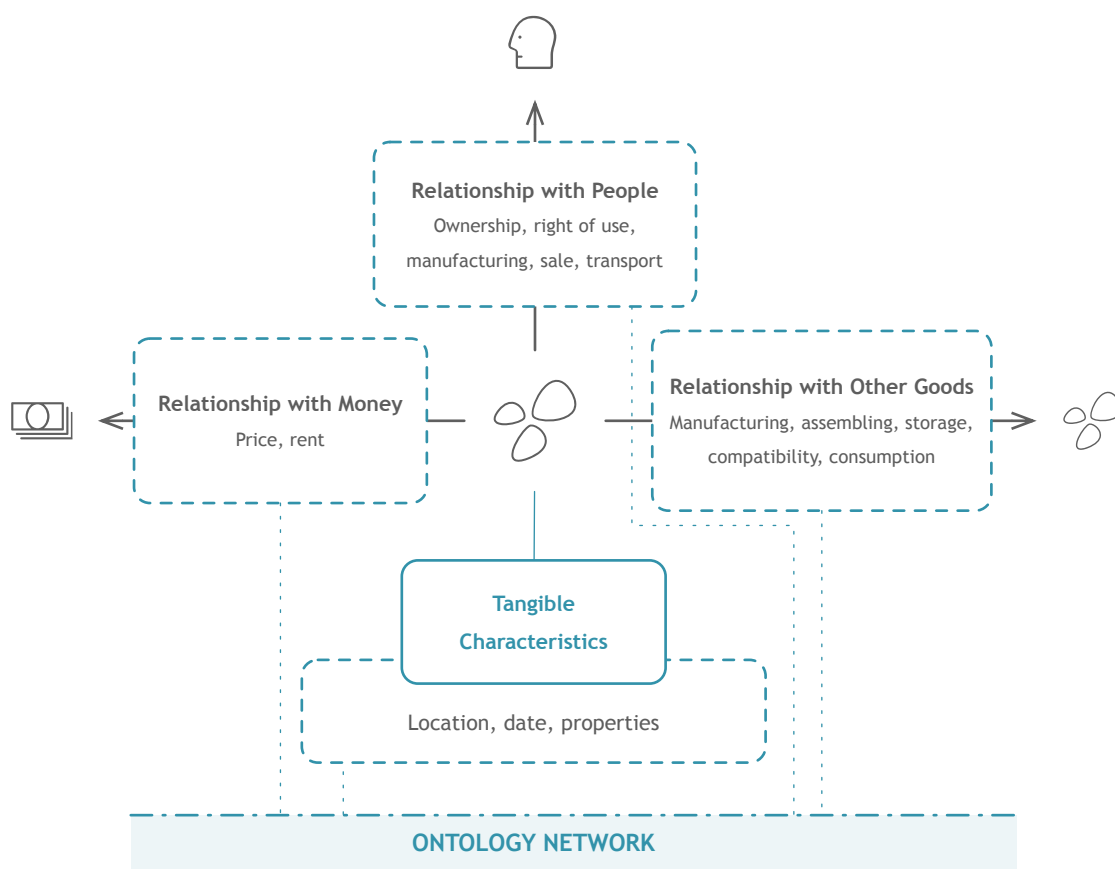 Relationship with People
Ownership, right of use,
manufacturing, sale, transport
Relationship with Money
Price, rent
Relationship with Other Goods
Manufacturing, assembling, storage,
compatibility, consumption
Tangible
Characteristics
Location, date, properties
ONTOLOGY NETWORK